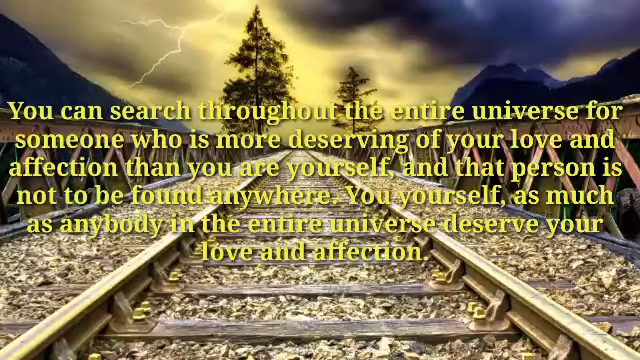 You can search throughout the entire universe for
someone who is more deserving of your love and
affection than you are yourself, and that person is
not to be found anywhere. You yourself, as much
as anybody in the entire universe deserve your
love and affection.